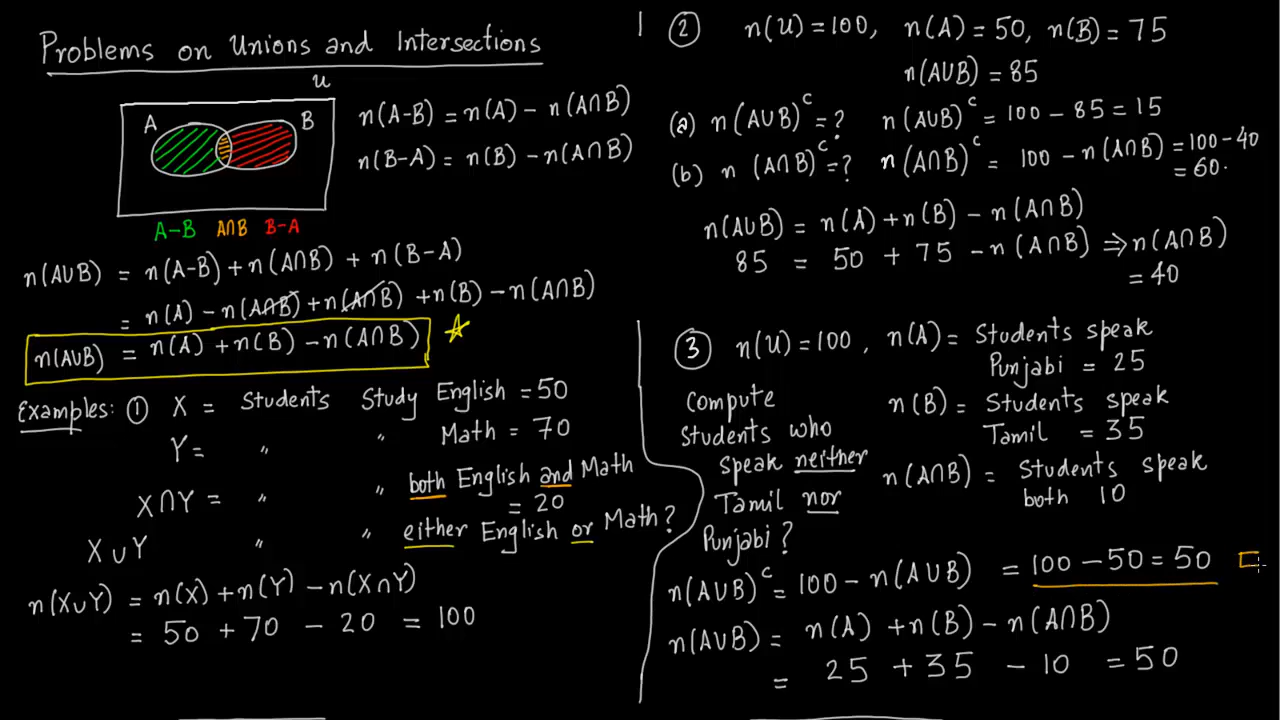 Problems on Unions and Intersections
U
A
B
n(A-B) = n(A) - n(A∩B)
n(B-A) = n(B) - n(A∩B)
A-B A∩B B-A
n(A∪B) = n(A-B) + n(A∩B) + n(B-A)
= n(A) - n(A∩B) + n(A∩B) + n(B) - n(A∩B)
n(A∪B) = n(A) + n(B) - n(A∩B) ☆
Examples: ① X = Students Study English = 50
Y = " " Math = 70
X∩Y = " " both English and Math
= 20
X∪Y " " either English or Math?
n(X∪Y) = n(X) + n(Y) - n(X∩Y)
= 50 + 70 - 20 = 100
② n(U) = 100, n(A) = 50, n(B) = 75
n(A∪B) = 85
(a) n(A∪B)ᶜ = ? n(A∪B)ᶜ = 100 - 85 = 15
(b) n (A∩B)ᶜ = ? n(A∩B)ᶜ = 100 - n(A∩B) = 100 - 40
= 60.
n(A∪B) = n(A) + n(B) - n(A∩B)
85 = 50 + 75 - n(A∩B) ⇒ n(A∩B)
= 40
③ n(U) = 100, n(A) = Students speak
Punjabi = 25
n(B) = Students speak
Tamil = 35
n(A∩B) = Students speak
both 10
Compute
Students who
speak neither
Tamil nor
Punjabi?
n(A∪B)ᶜ = 100 - n(A∪B) = 100 - 50 = 50
n(A∪B) = n(A) + n(B) - n(A∩B)
= 25 + 35 - 10 = 50